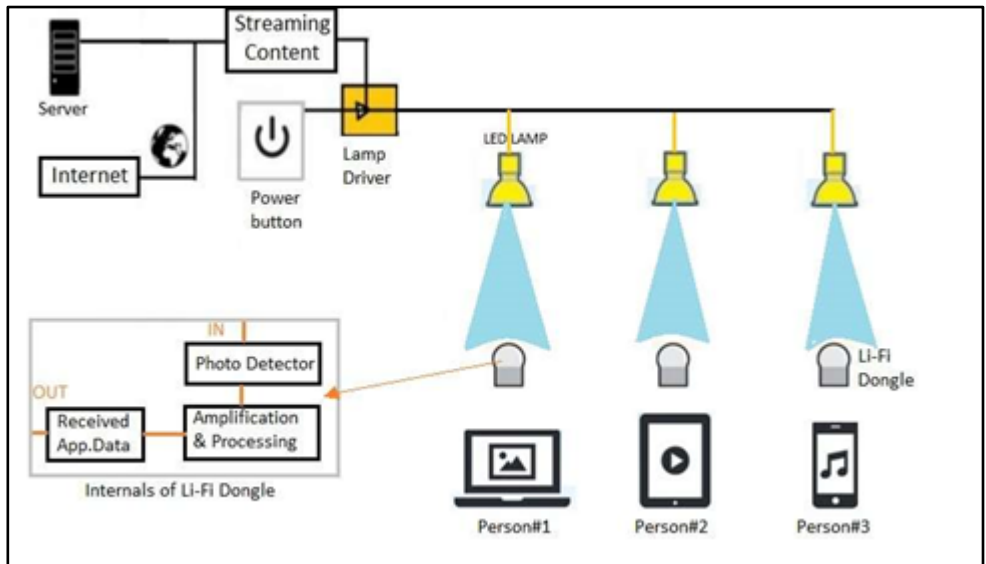 Streaming
Content
Server
Internet
Power
button
Lamp
Driver
LED LAMP
IN
Photo Detector
OUT
Received
App.Data
Amplification
& Processing
Internals of Li-Fi Dongle
Li-Fi
Dongle
Person#1
Person#2
Person#3